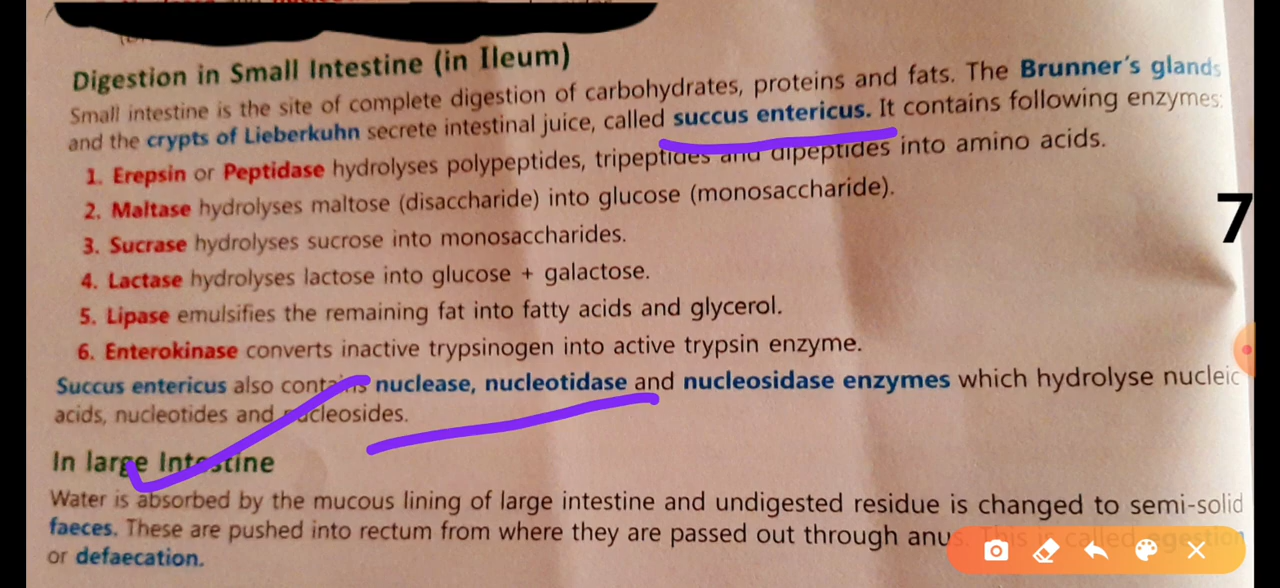 Digestion in Small Intestine (in Ileum)
Small intestine is the site of complete digestion of carbohydrates, proteins and fats. The Brunner's glands
and the crypts of Lieberkuhn secrete intestinal juice, called succus entericus. It contains following enzymes:
1. Erepsin or Peptidase hydrolyses polypeptides, tripeptides and dipeptides into amino acids.
2. Maltase hydrolyses maltose (disaccharide) into glucose (monosaccharide).
7
3. Sucrase hydrolyses sucrose into monosaccharides.
4. Lactase hydrolyses lactose into glucose + galactose.
5. Lipase emulsifies the remaining fat into fatty acids and glycerol.
6. Enterokinase converts inactive trypsinogen into active trypsin enzyme.
Succus entericus also contains nuclease, nucleotidase and nucleosidase enzymes which hydrolyse nucleic
acids, nucleotides and nucleosides.
In large Intestine
Water is absorbed by the mucous lining of large intestine and undigested residue is changed to semi-solid
faeces. These are pushed into rectum from where they are passed out through anus. This is called egestion
or defaecation.